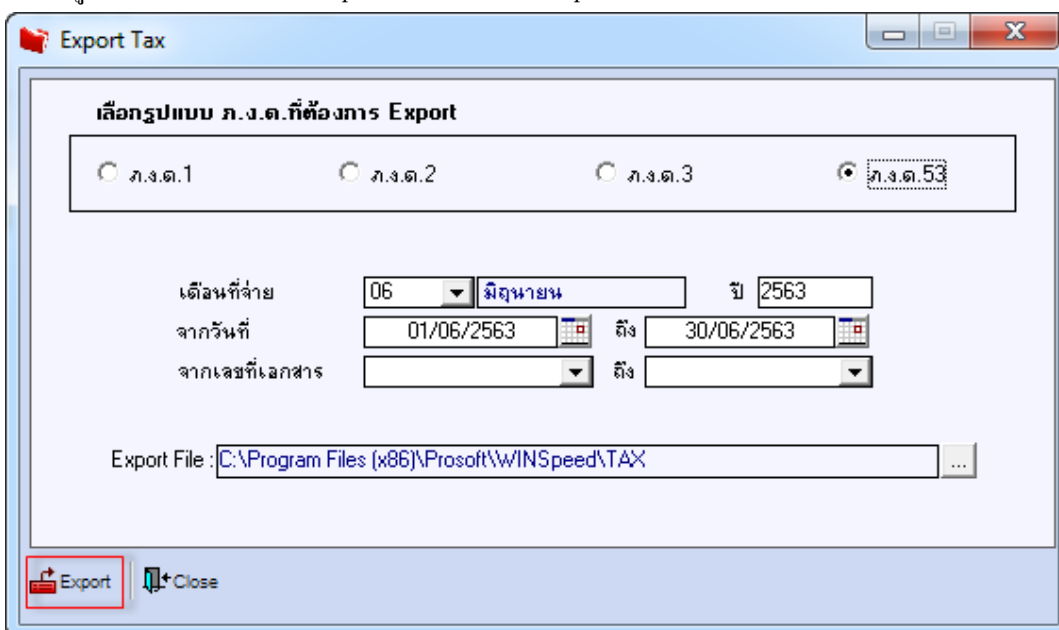 Export Tax
เลือกรูปแบบ ภ.ง.ด.ที่ต้องการ Export
ภ.ง.ด.1 ภ.ง.ด.2 ภ.ง.ด.3 ภ.ง.ด.53
เดือนที่จ่าย 06 มิถุนายน ปี 2563
จากวันที่ 01/06/2563 ถึง 30/06/2563
จากเลขที่เอกสาร ถึง
Export File : C:\Program Files (x86)\Prosoft\WINSpeed\TAX ...
Export Close